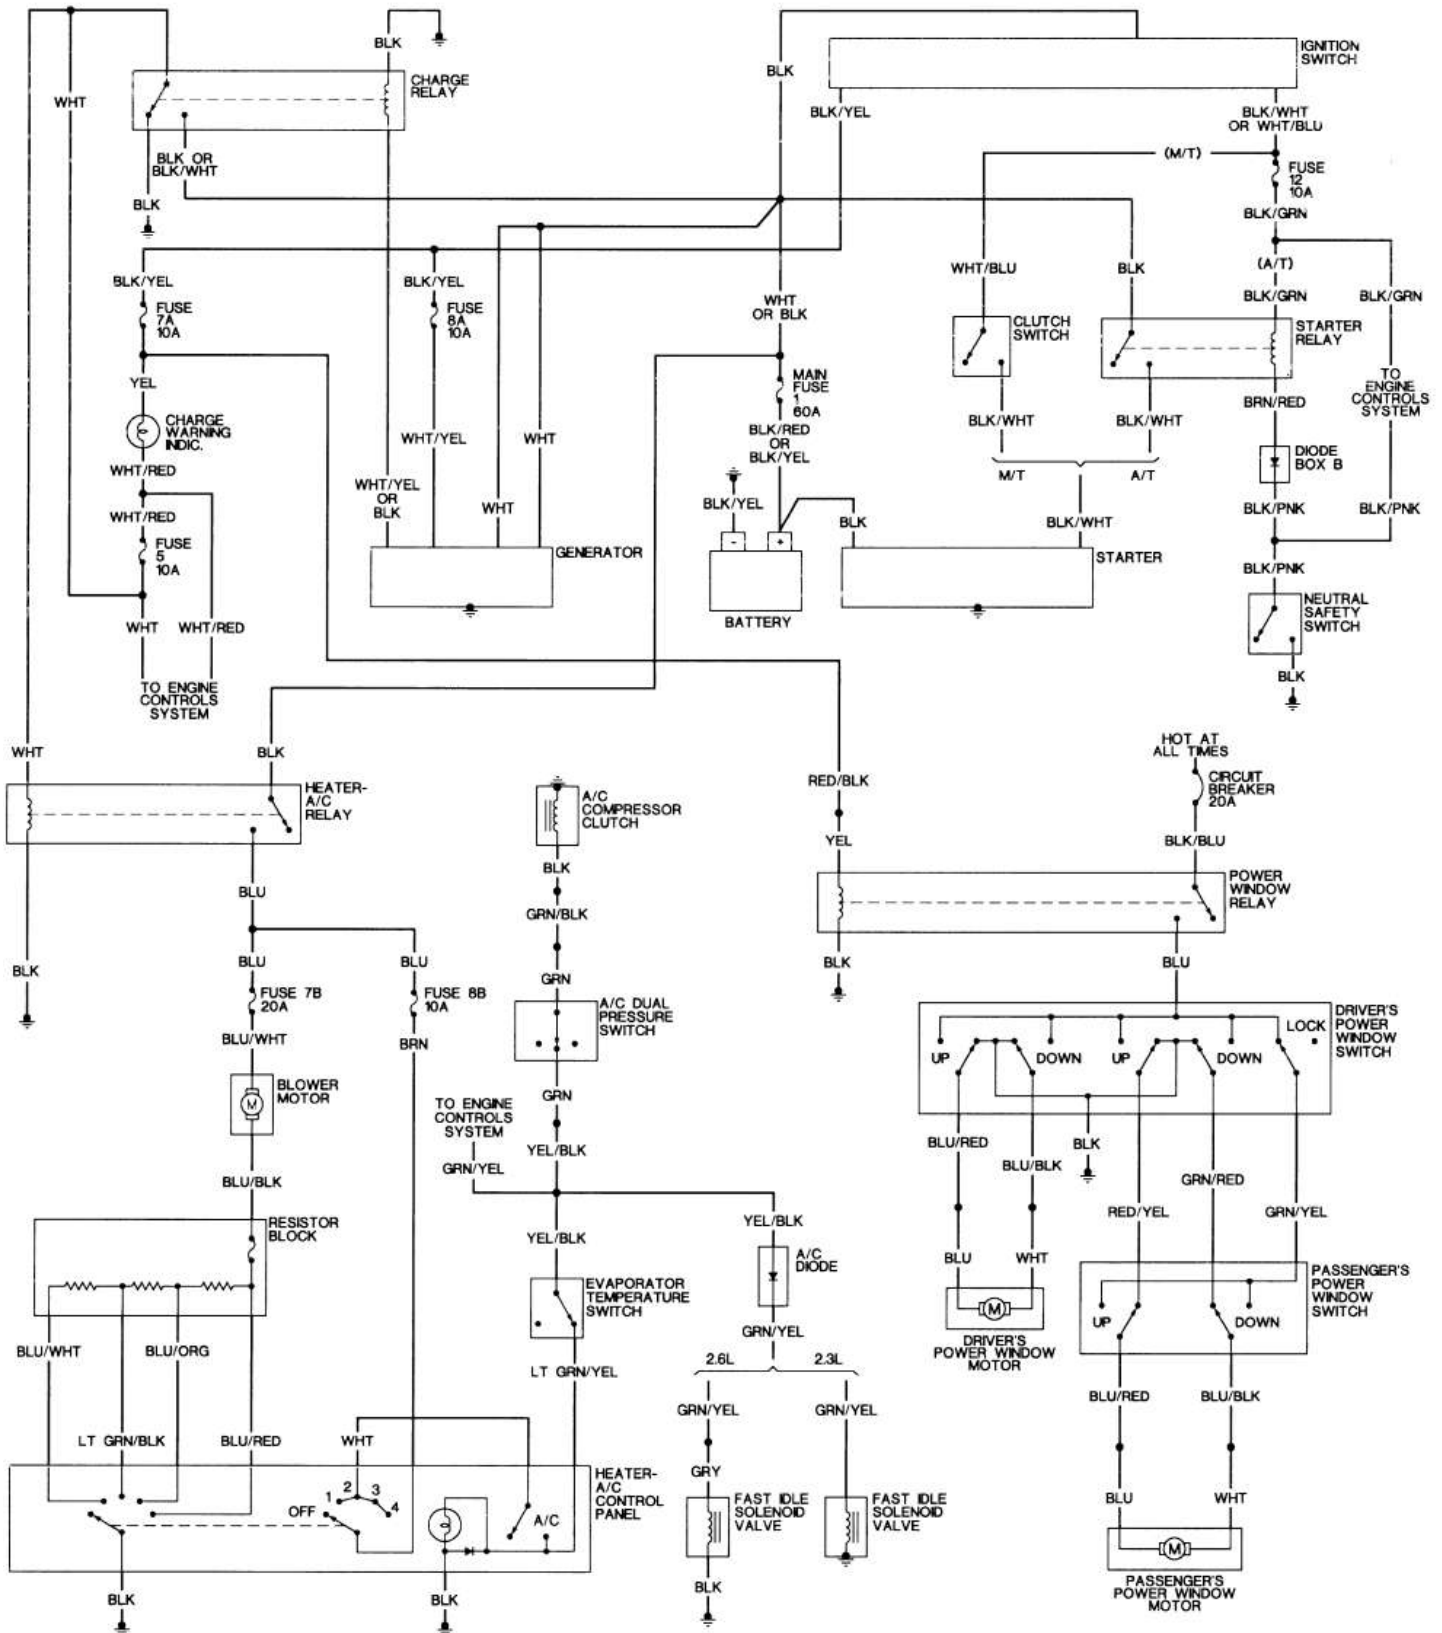 BLK
IGNITION
SWITCH
BLK
CHARGE
RELAY
WHT
BLK/YEL
BLK/WHT
OR WHT/BLU
(M/T)
BLK OR
BLK/WHT
FUSE
12
10A
BLK
BLK/GRN
BLK/YEL
BLK/YEL
WHT/BLU
BLK
(A/T)
BLK/GRN
BLK/GRN
FUSE
7A
10A
FUSE
8A
10A
WHT
OR BLK
CLUTCH
SWITCH
STARTER
RELAY
YEL
MAIN
FUSE
1
60A
TO
ENGINE
CONTROLS
SYSTEM
BRN/RED
CHARGE
WARNING
INDIC.
WHT/YEL
WHT
BLK/RED
OR
BLK/YEL
BLK/WHT
BLK/WHT
DIODE
BOX B
WHT/RED
M/T
A/T
WHT/YEL
OR
BLK
WHT
BLK/YEL
BLK
BLK/WHT
BLK/PNK
BLK/PNK
WHT/RED
FUSE
5
10A
GENERATOR
-
+
STARTER
BLK/PNK
BATTERY
NEUTRAL
SAFETY
SWITCH
WHT
WHT/RED
BLK
TO ENGINE
CONTROLS
SYSTEM
WHT
BLK
HOT AT
ALL TIMES
HEATER-
A/C
RELAY
A/C
COMPRESSOR
CLUTCH
RED/BLK
CIRCUIT
BREAKER
20A
YEL
BLK/BLU
BLK
POWER
WINDOW
RELAY
BLU
GRN/BLK
BLK
BLU
BLU
GRN
BLK
BLU
FUSE 7B
20A
FUSE 8B
10A
A/C DUAL
PRESSURE
SWITCH
DRIVER'S
POWER
WINDOW
SWITCH
LOCK
BLU/WHT
BRN
UP
DOWN
UP
DOWN
BLOWER
MOTOR
M
GRN
TO ENGINE
CONTROLS
SYSTEM
BLU/RED
BLK
YEL/BLK
GRN/YEL
BLU/BLK
BLU/BLK
GRN/RED
RESISTOR
BLOCK
YEL/BLK
RED/YEL
GRN/YEL
YEL/BLK
A/C
DIODE
BLU
WHT
EVAPORATOR
TEMPERATURE
SWITCH
PASSENGER'S
POWER
WINDOW
SWITCH
M
UP
DOWN
GRN/YEL
DRIVER'S
POWER WINDOW
MOTOR
BLU/WHT
BLU/ORG
2.6L
2.3L
LT GRN/YEL
BLU/RED
BLU/BLK
GRN/YEL
GRN/YEL
LT GRN/BLK
BLU/RED
WHT
GRY
HEATER-
A/C
CONTROL
PANEL
OFF
1
2
3
4
A/C
FAST IDLE
SOLENOID
VALVE
FAST IDLE
SOLENOID
VALVE
BLU
WHT
M
BLK
BLK
BLK
PASSENGER'S
POWER WINDOW
MOTOR